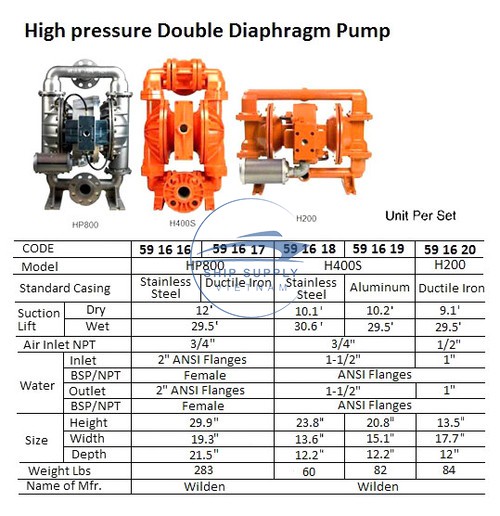 High pressure Double Diaphragm Pump
HP800
H400S
H200
Unit Per Set
SHIP SUPPLY
VIETNAM
CODE 59 16 16 59 16 17 59 16 18 59 16 19 59 16 20
Model HP800 H400S H200
Standard Casing Stainless Steel Ductile Iron Stainless Steel Aluminum Ductile Iron
Suction Lift Dry 12' 10.1' 10.2' 9.1'
Wet 29.5' 30.6' 29.5' 29.5'
Air Inlet NPT 3/4" 3/4" 1/2"
Water Inlet 2" ANSI Flanges 1-1/2" 1"
BSP/NPT Female ANSI Flanges
Outlet 2" ANSI Flanges 1-1/2" 1"
BSP/NPT Female ANSI Flanges
Size Height 29.9" 23.8" 20.8" 13.5"
Width 19.3" 13.6" 15.1" 17.7"
Depth 21.5" 12.2" 12.2" 12"
Weight Lbs 283 60 82 84
Name of Mfr. Wilden Wilden